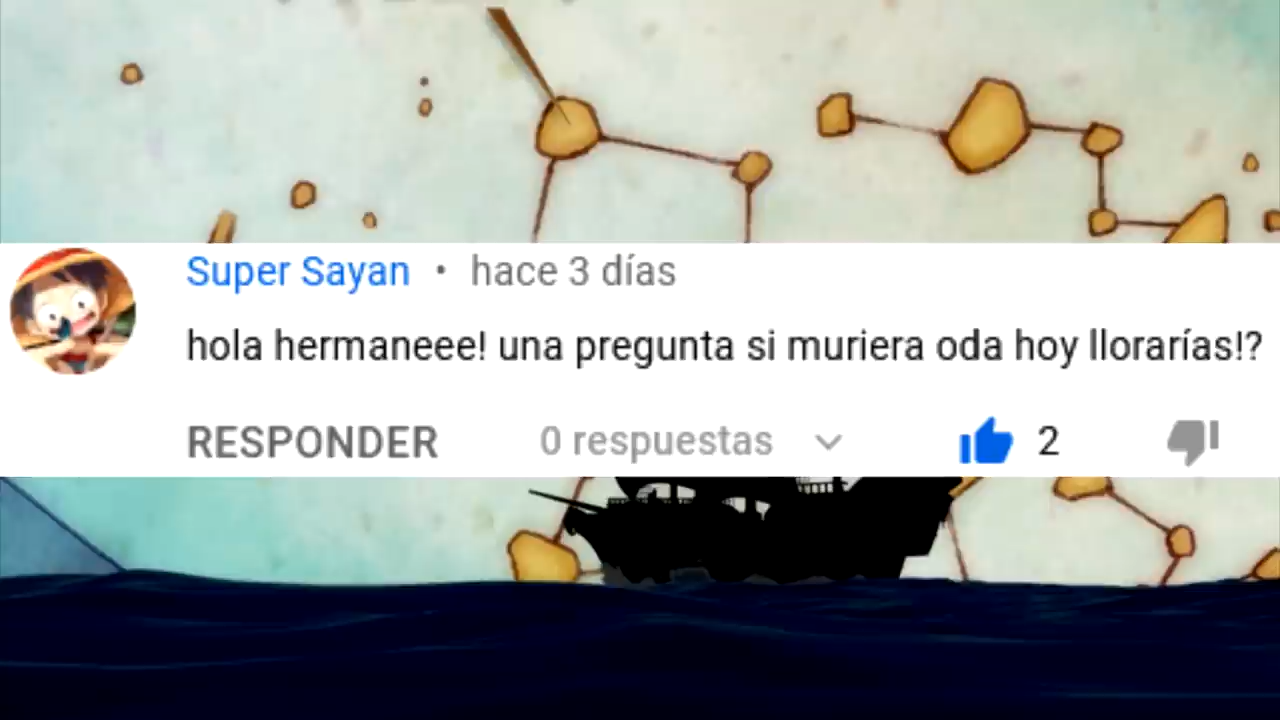 Super Sayan • hace 3 días
hola hermaneee! una pregunta si muriera oda hoy llorarías!?
RESPONDER 0 respuestas 2